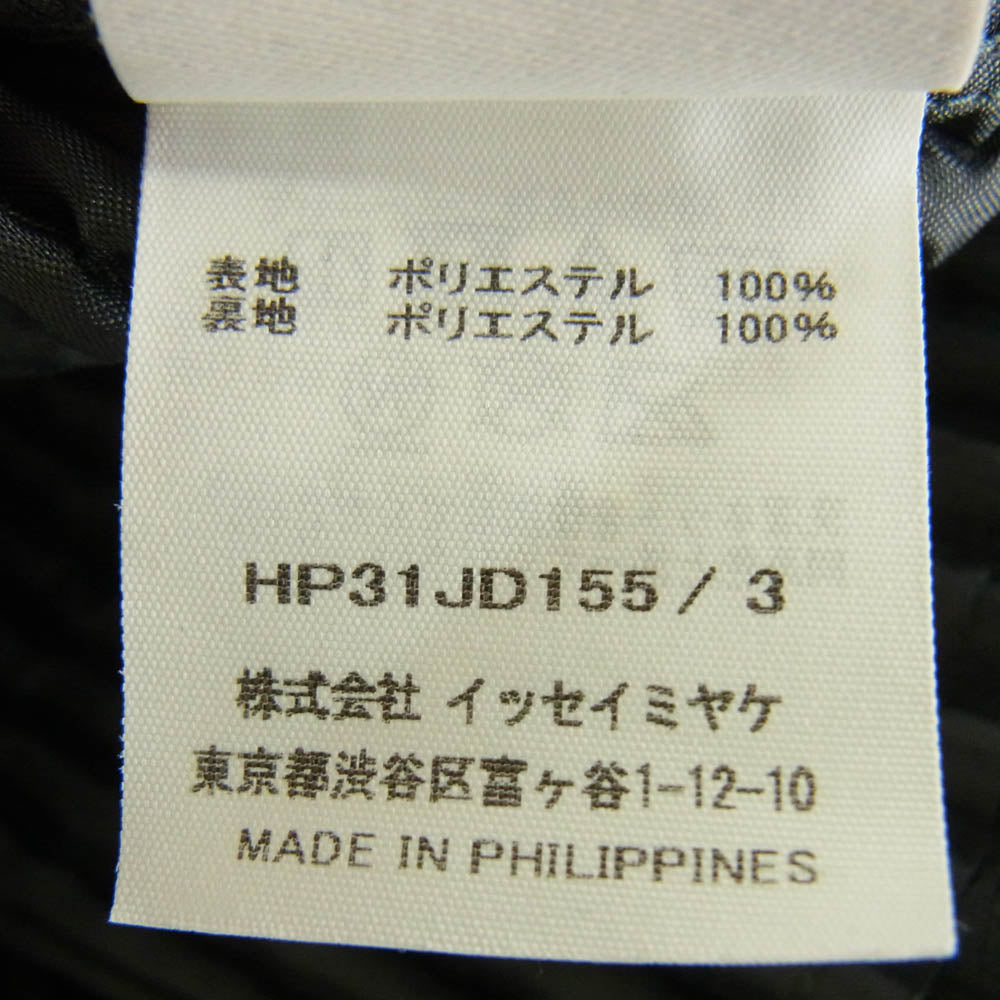 表地 ポリエステル 100%
裏地 ポリエステル 100%
HP31JD155 / 3
株式会社 イッセイミヤケ
東京都渋谷区富ヶ谷1-12-10
MADE IN PHILIPPINES